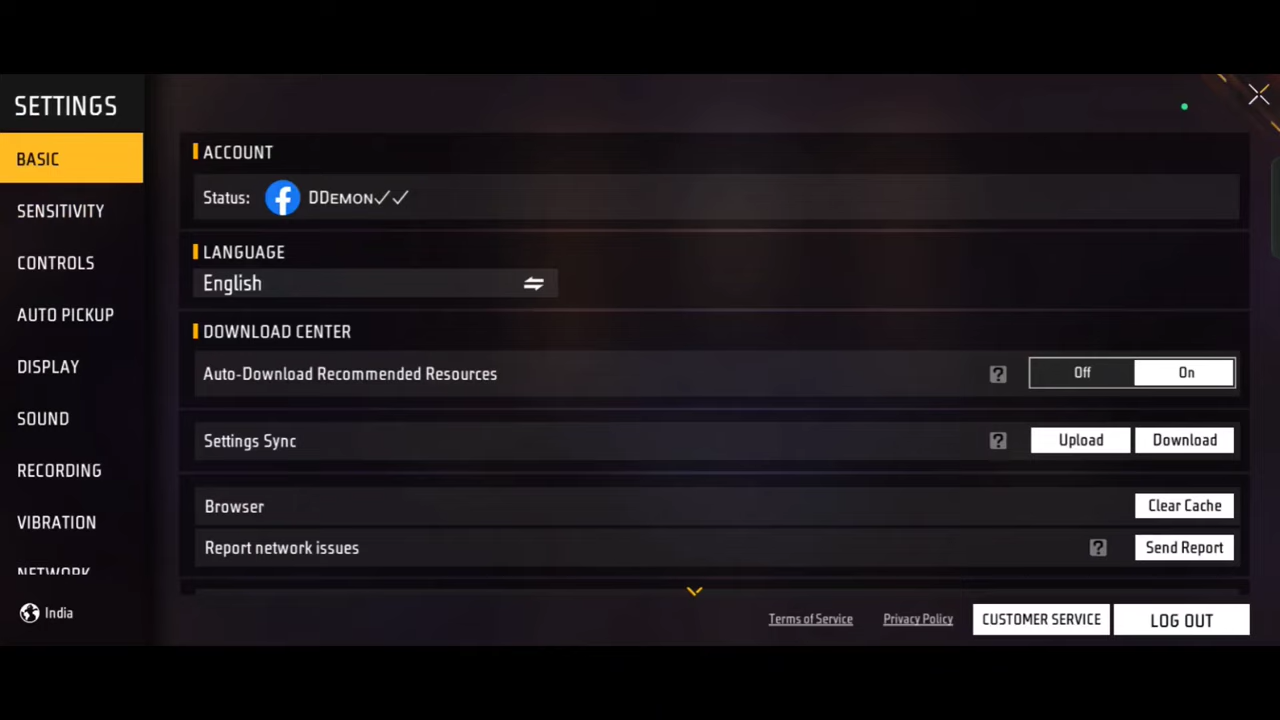 SETTINGS
BASIC
SENSITIVITY
CONTROLS
AUTO PICKUP
DISPLAY
SOUND
RECORDING
VIBRATION
NETWORK
India
ACCOUNT
Status: DDEMON✓✓
LANGUAGE
English
DOWNLOAD CENTER
Auto-Download Recommended Resources ? Off On
Settings Sync ? Upload Download
Browser Clear Cache
Report network issues ? Send Report
Terms of Service Privacy Policy CUSTOMER SERVICE LOG OUT